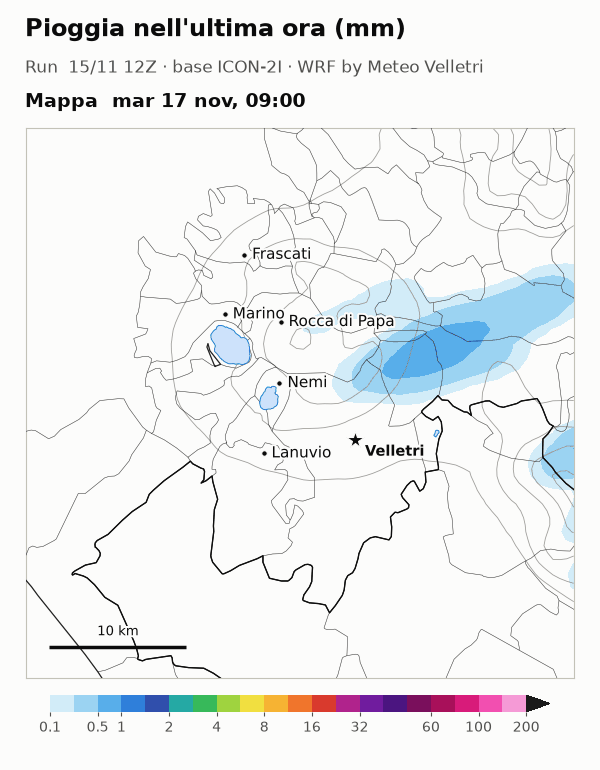 Pioggia nell'ultima ora (mm)
Run  15/11 12Z · base ICON-2I · WRF by Meteo Velletri
Mappa  mar 17 nov, 09:00
Frascati
Marino
Rocca di Papa
Nemi
Velletri
Lanuvio
10 km
0.1 0.5 1 2 4 8 16 32 60 100 200